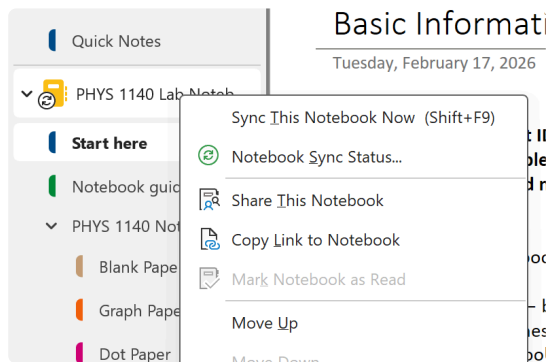 Quick Notes
PHYS 1140 Lab Noteb
Start here
Notebook guid
PHYS 1140 Not
Blank Pape
Graph Pape
Dot Paper
Basic Informati
Tuesday, February 17, 2026
Sync This Notebook Now (Shift+F9)
Notebook Sync Status...
Share This Notebook
Copy Link to Notebook
Mark Notebook as Read
Move Up
Move Down